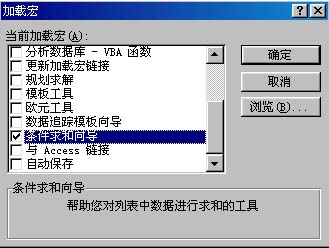 加载宏
当前加载宏(A):
分析数据库 - VBA 函数
更新加载宏链接
规划求解
模板工具
欧元工具
数据追踪模板向导
条件求和向导
与 Access 链接
自动保存
确定
取消
浏览(B)...
条件求和向导
帮助您对列表中数据进行求和的工具